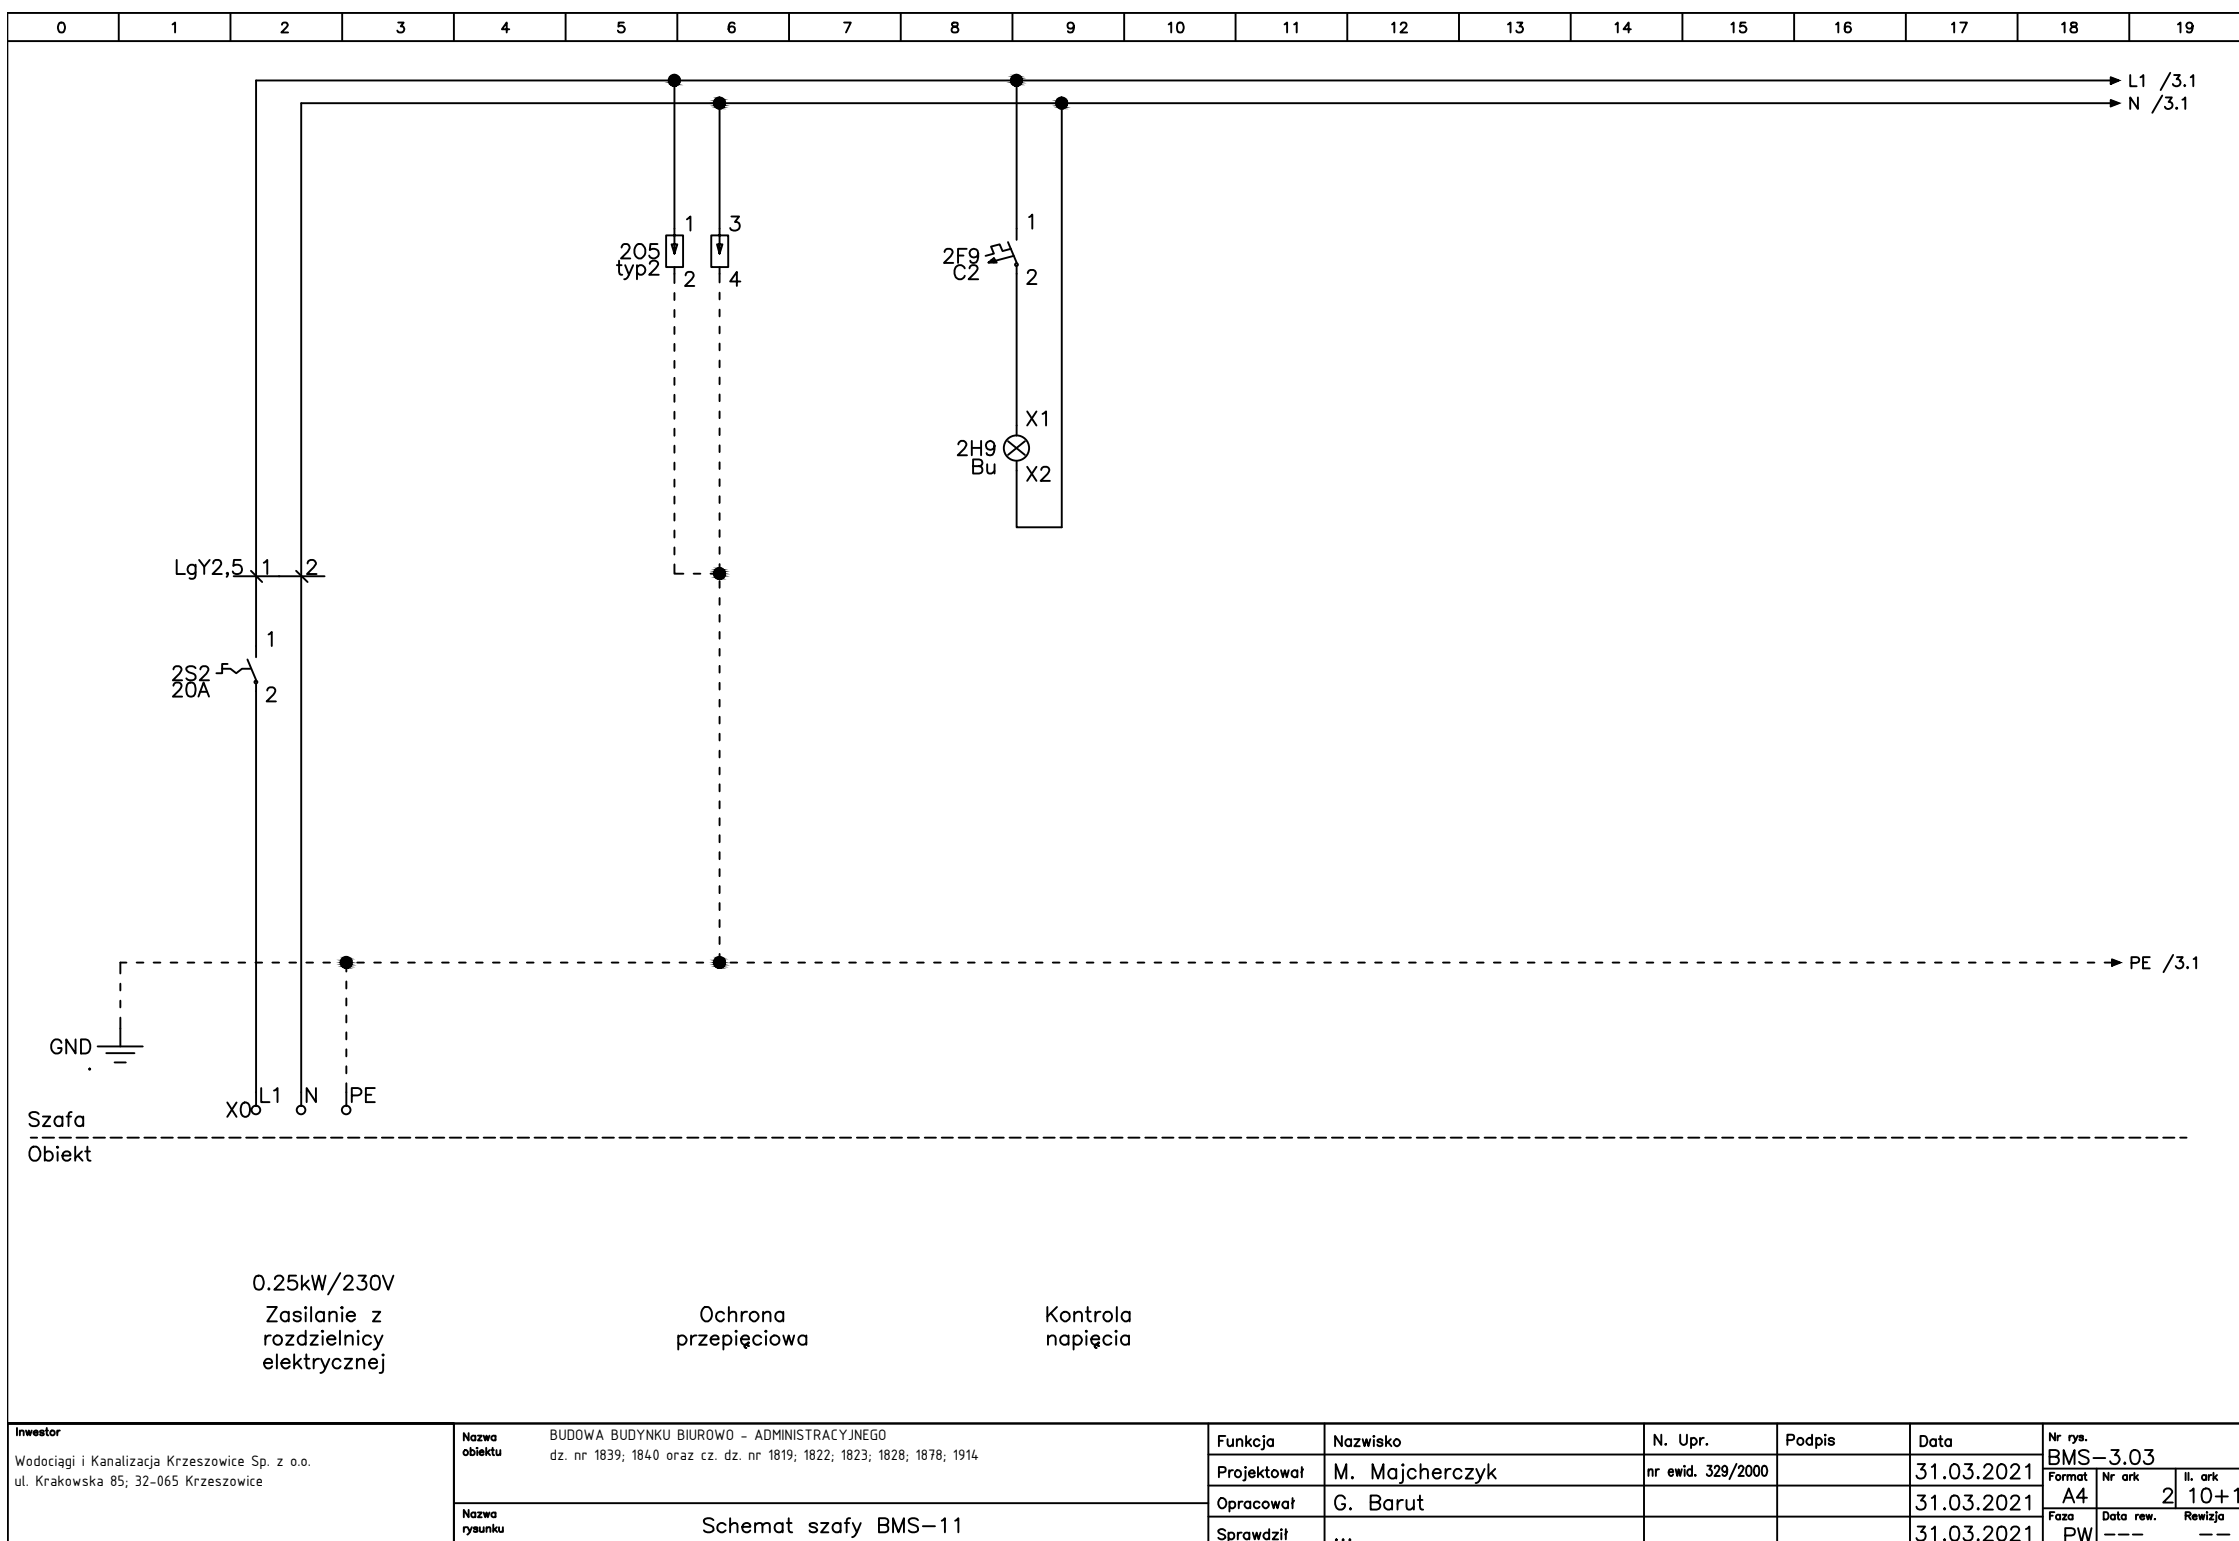 0 1 2 3 4 5 6 7 8 9 10 11 12 13 14 15 16 17 18 19
L1 /3.1
N /3.1
1
3
2O5
typ2
2
4
1
2F9
C2
2
X1
2H9
Bu
X2
LgY2,5 1 2
1
2S2
20A
2
PE /3.1
GND
.
X0 L1 N PE
Szafa
Obiekt
0.25kW/230V
Zasilanie z
rozdzielnicy
elektrycznej
Ochrona
przepięciowa
Kontrola
napięcia
Inwestor
Wodociągi i Kanalizacja Krzeszowice Sp. z o.o.
ul. Krakowska 85; 32-065 Krzeszowice
Nazwa
obiektu
BUDOWA BUDYNKU BIUROWO - ADMINISTRACYJNEGO
dz. nr 1839; 1840 oraz cz. dz. nr 1819; 1822; 1823; 1828; 1878; 1914
Nazwa
rysunku
Schemat szafy BMS-11
Funkcja Nazwisko N. Upr. Podpis Data
Projektował M. Majcherczyk nr ewid. 329/2000 31.03.2021
Opracował G. Barut 31.03.2021
Sprawdził ... 31.03.2021
Nr rys.
BMS-3.03
Format Nr ark Il. ark
A4 2 10+1
Faza Data rew. Rewizja
PW --- --